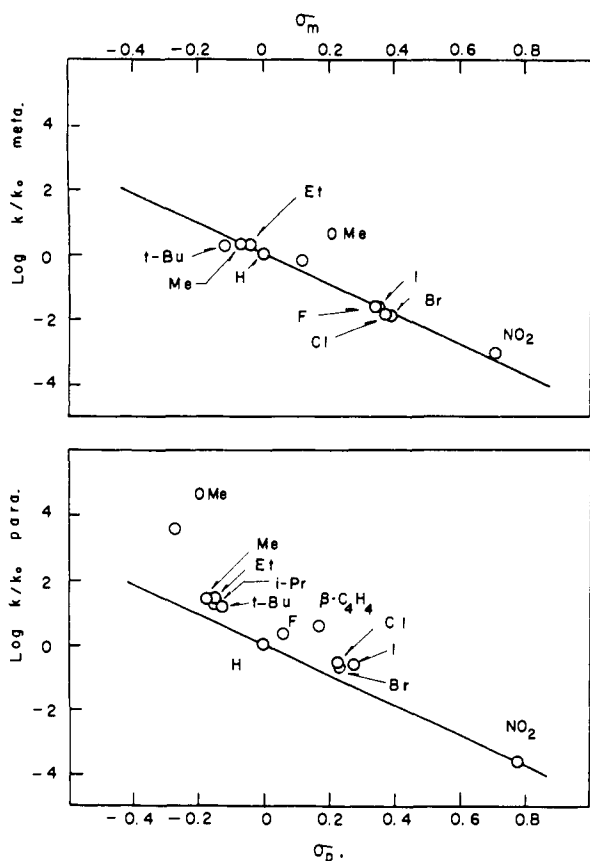 σm
-0.4 -0.2 0 0.2 0.4 0.6 0.8
Log k/k₀ meta.
4
2
0
-2
-4
Et
OMe
t-Bu
Me
H
I
F
Br
Cl
NO₂
Log k/k₀ para.
4
2
0
-2
-4
OMe
Me
Et
i-Pr
t-Bu
F
β-C₄H₄
Cl
I
H
Br
NO₂
-0.4 -0.2 0 0.2 0.4 0.6 0.8
σp.